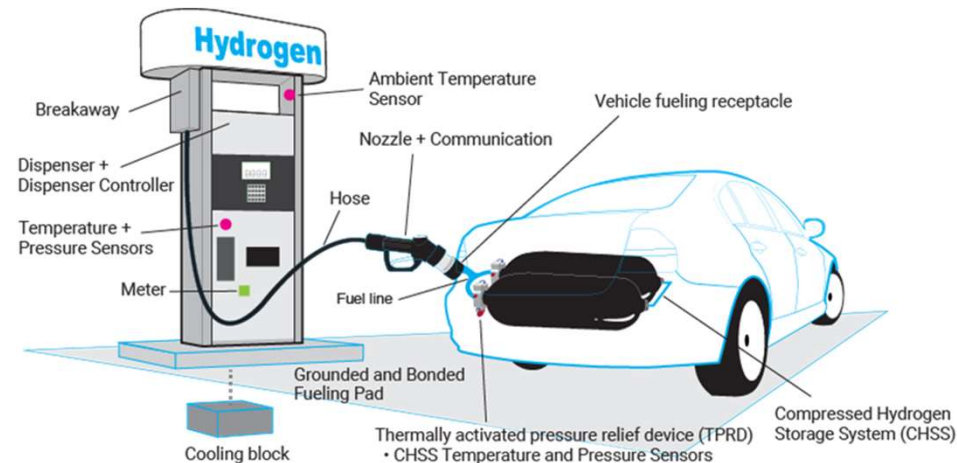 Hydrogen
Ambient Temperature
Sensor
Breakaway
Vehicle fueling receptacle
Nozzle + Communication
Dispenser +
Dispenser Controller
Hose
Temperature +
Pressure Sensors
Meter
Fuel line
Grounded and Bonded
Fueling Pad
Cooling block
Thermally activated pressure relief device (TPRD)
• CHSS Temperature and Pressure Sensors
Compressed Hydrogen
Storage System (CHSS)